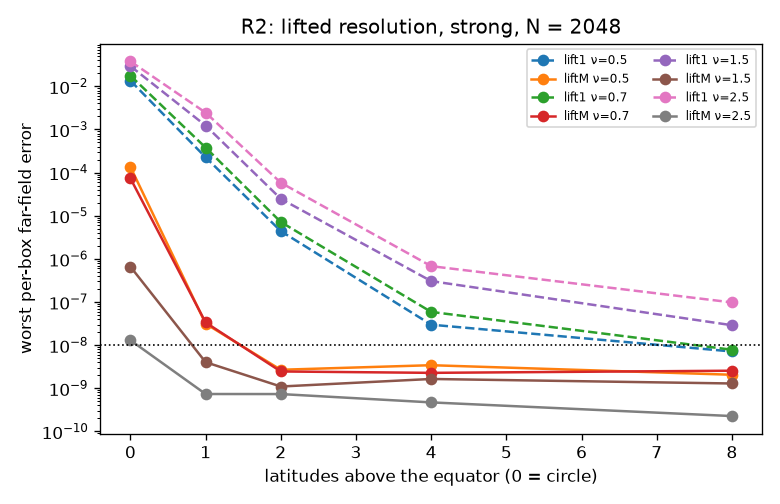 R2: lifted resolution, strong, N = 2048
worst per-box far-field error
10⁻²
10⁻³
10⁻⁴
10⁻⁵
10⁻⁶
10⁻⁷
10⁻⁸
10⁻⁹
10⁻¹⁰
lift1 ν=0.5
liftM ν=0.5
lift1 ν=0.7
liftM ν=0.7
lift1 ν=1.5
liftM ν=1.5
lift1 ν=2.5
liftM ν=2.5
0 1 2 3 4 5 6 7 8
latitudes above the equator (0 = circle)